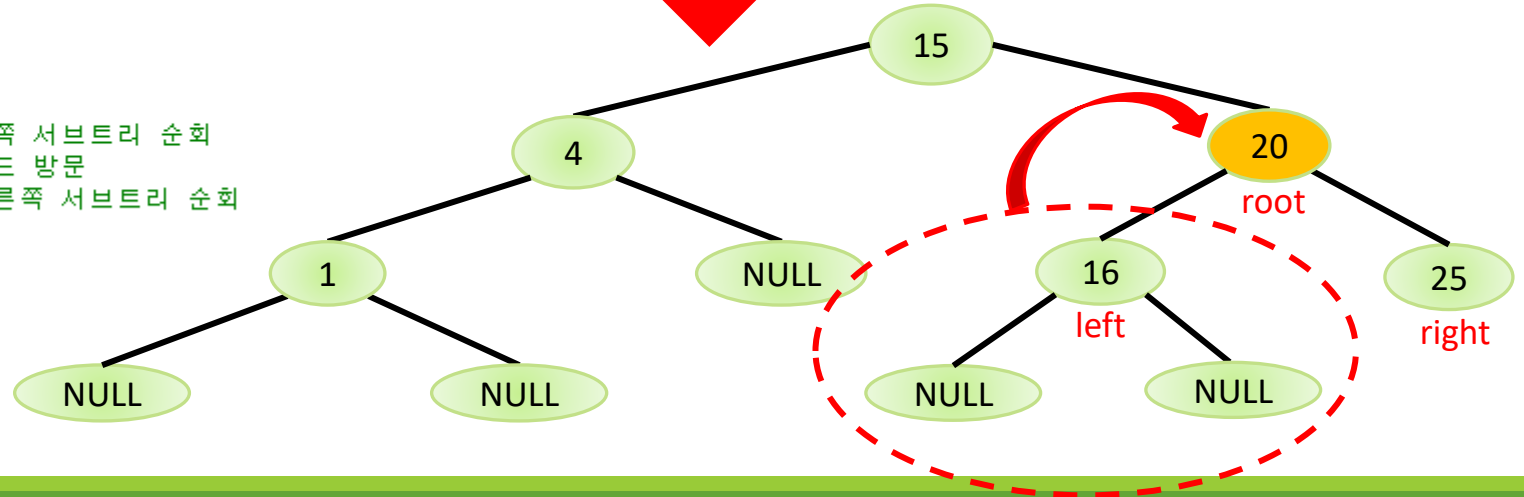 15
쪽 서브트리 순회
드 방문
른쪽 서브트리 순회
4
20
root
1
NULL
16
25
left
right
NULL
NULL
NULL
NULL